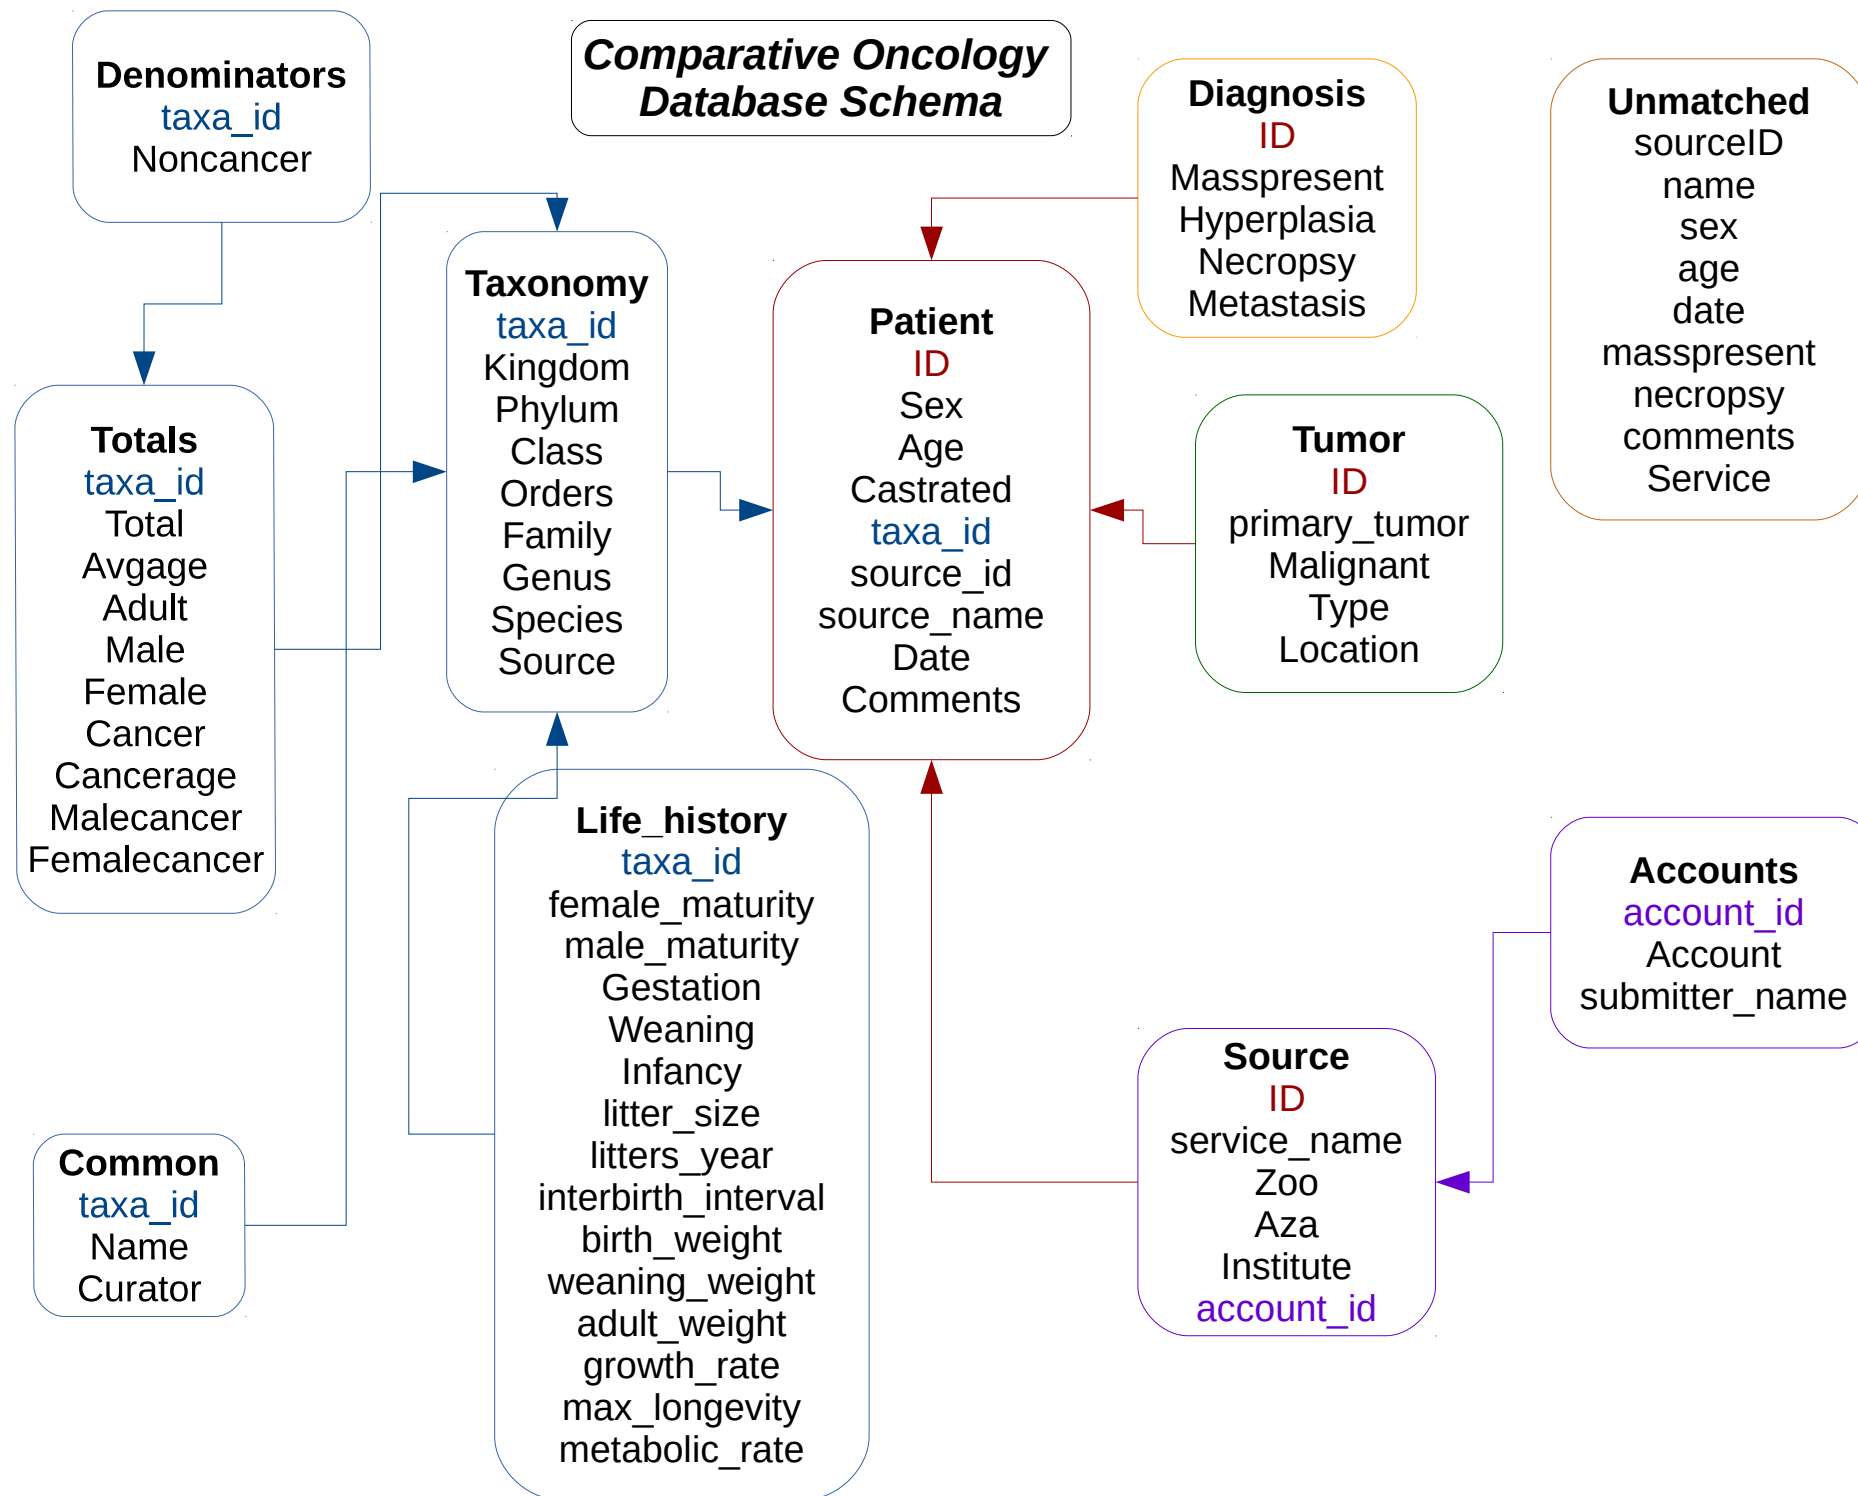 Comparative Oncology
Database Schema
Denominators
taxa_id
Noncancer
Totals
taxa_id
Total
Avgage
Adult
Male
Female
Cancer
Cancerage
Malecancer
Femalecancer
Common
taxa_id
Name
Curator
Taxonomy
taxa_id
Kingdom
Phylum
Class
Orders
Family
Genus
Species
Source
Life_history
taxa_id
female_maturity
male_maturity
Gestation
Weaning
Infancy
litter_size
litters_year
interbirth_interval
birth_weight
weaning_weight
adult_weight
growth_rate
max_longevity
metabolic_rate
Patient
ID
Sex
Age
Castrated
taxa_id
source_id
source_name
Date
Comments
Diagnosis
ID
Masspresent
Hyperplasia
Necropsy
Metastasis
Tumor
ID
primary_tumor
Malignant
Type
Location
Source
ID
service_name
Zoo
Aza
Institute
account_id
Unmatched
sourceID
name
sex
age
date
masspresent
necropsy
comments
Service
Accounts
account_id
Account
submitter_name